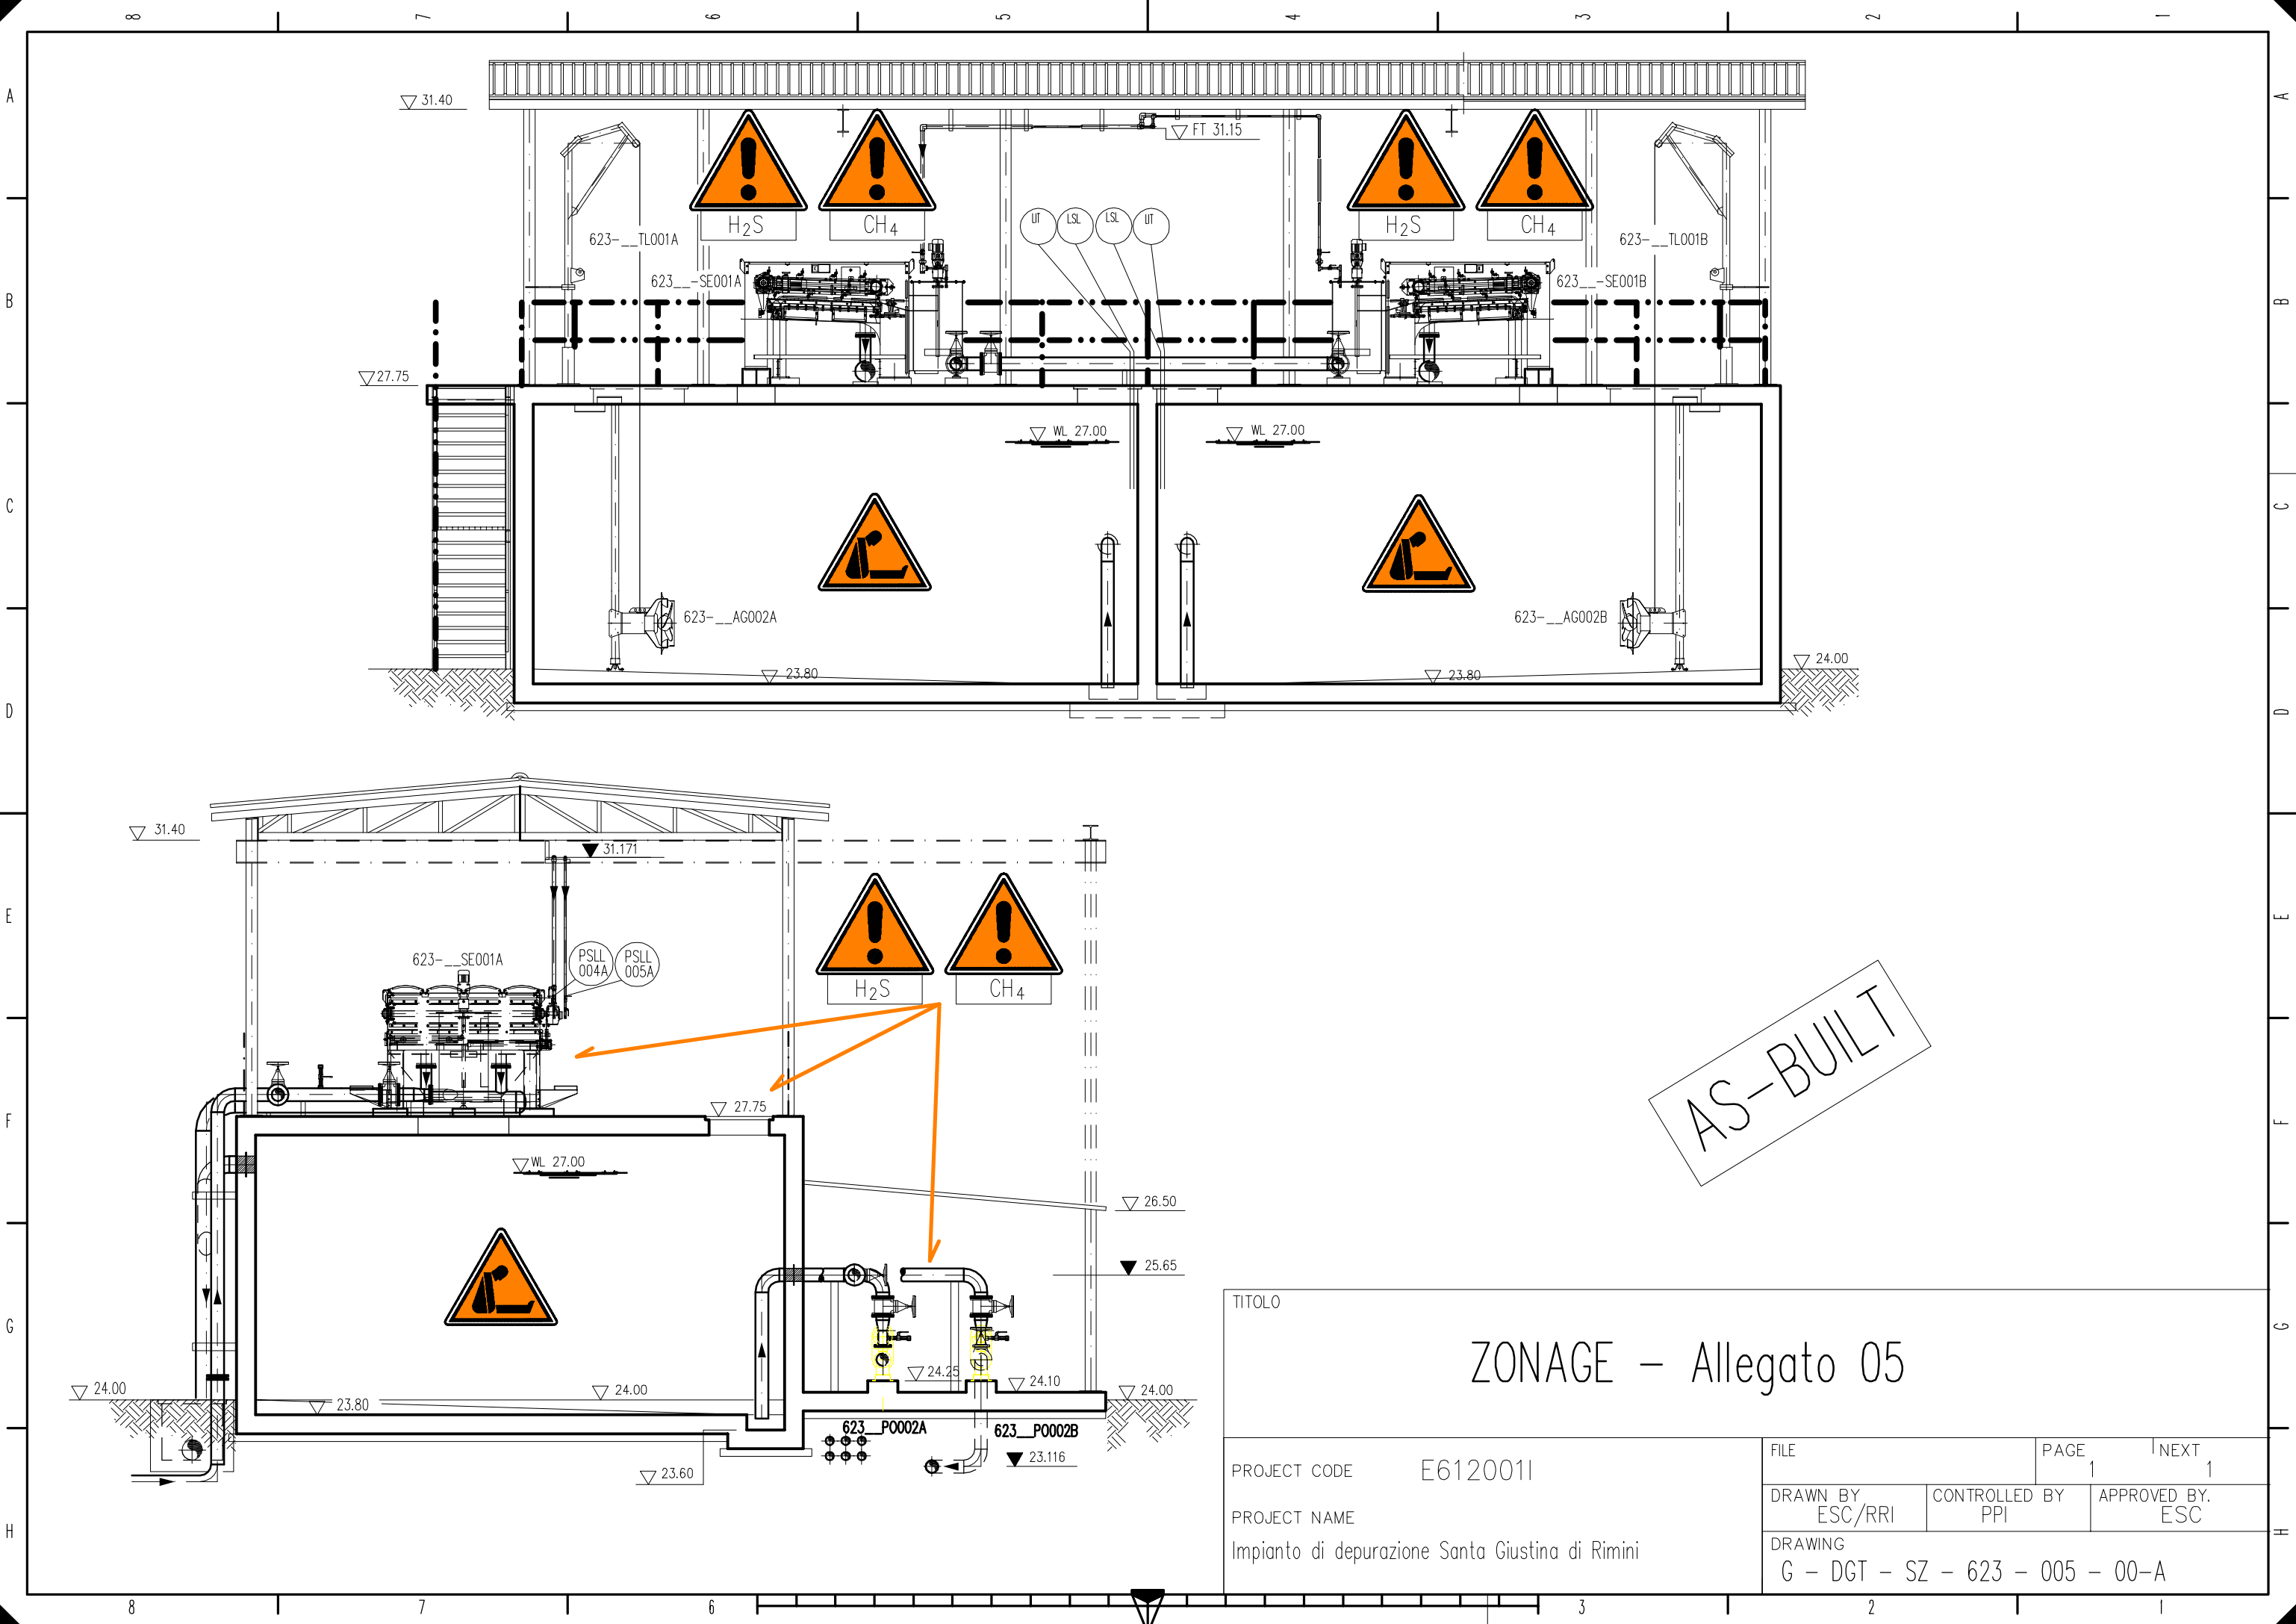 8 7 6 5 4 3 2 1
A A
31.40
FT 31.15
H2S CH4 H2S CH4
LIT LSL LSL LIT
623-__TL001A 623-__TL001B
623__-SE001A 623__-SE001B
B B
27.75
WL 27.00 WL 27.00
C C
623-__AG002A 623-__AG002B
23.80 23.80 24.00
D D
31.40
31.171
E E
623-__SE001A
PSLL 004A
PSLL 005A
H2S CH4
AS-BUILT
27.75
F F
WL 27.00
26.50
25.65
G G
24.00 23.80 24.00 24.25 24.10 24.00
623__PO002A 623__PO002B
23.60
23.116
H H
TITOLO
ZONAGE - Allegato 05
PROJECT CODE E612001I
PROJECT NAME
Impianto di depurazione Santa Giustina di Rimini
FILE PAGE 1 NEXT 1
DRAWN BY ESC/RRI
CONTROLLED BY PPI
APPROVED BY. ESC
DRAWING
G - DGT - SZ - 623 - 005 - 00-A
8 7 6 3 2 1